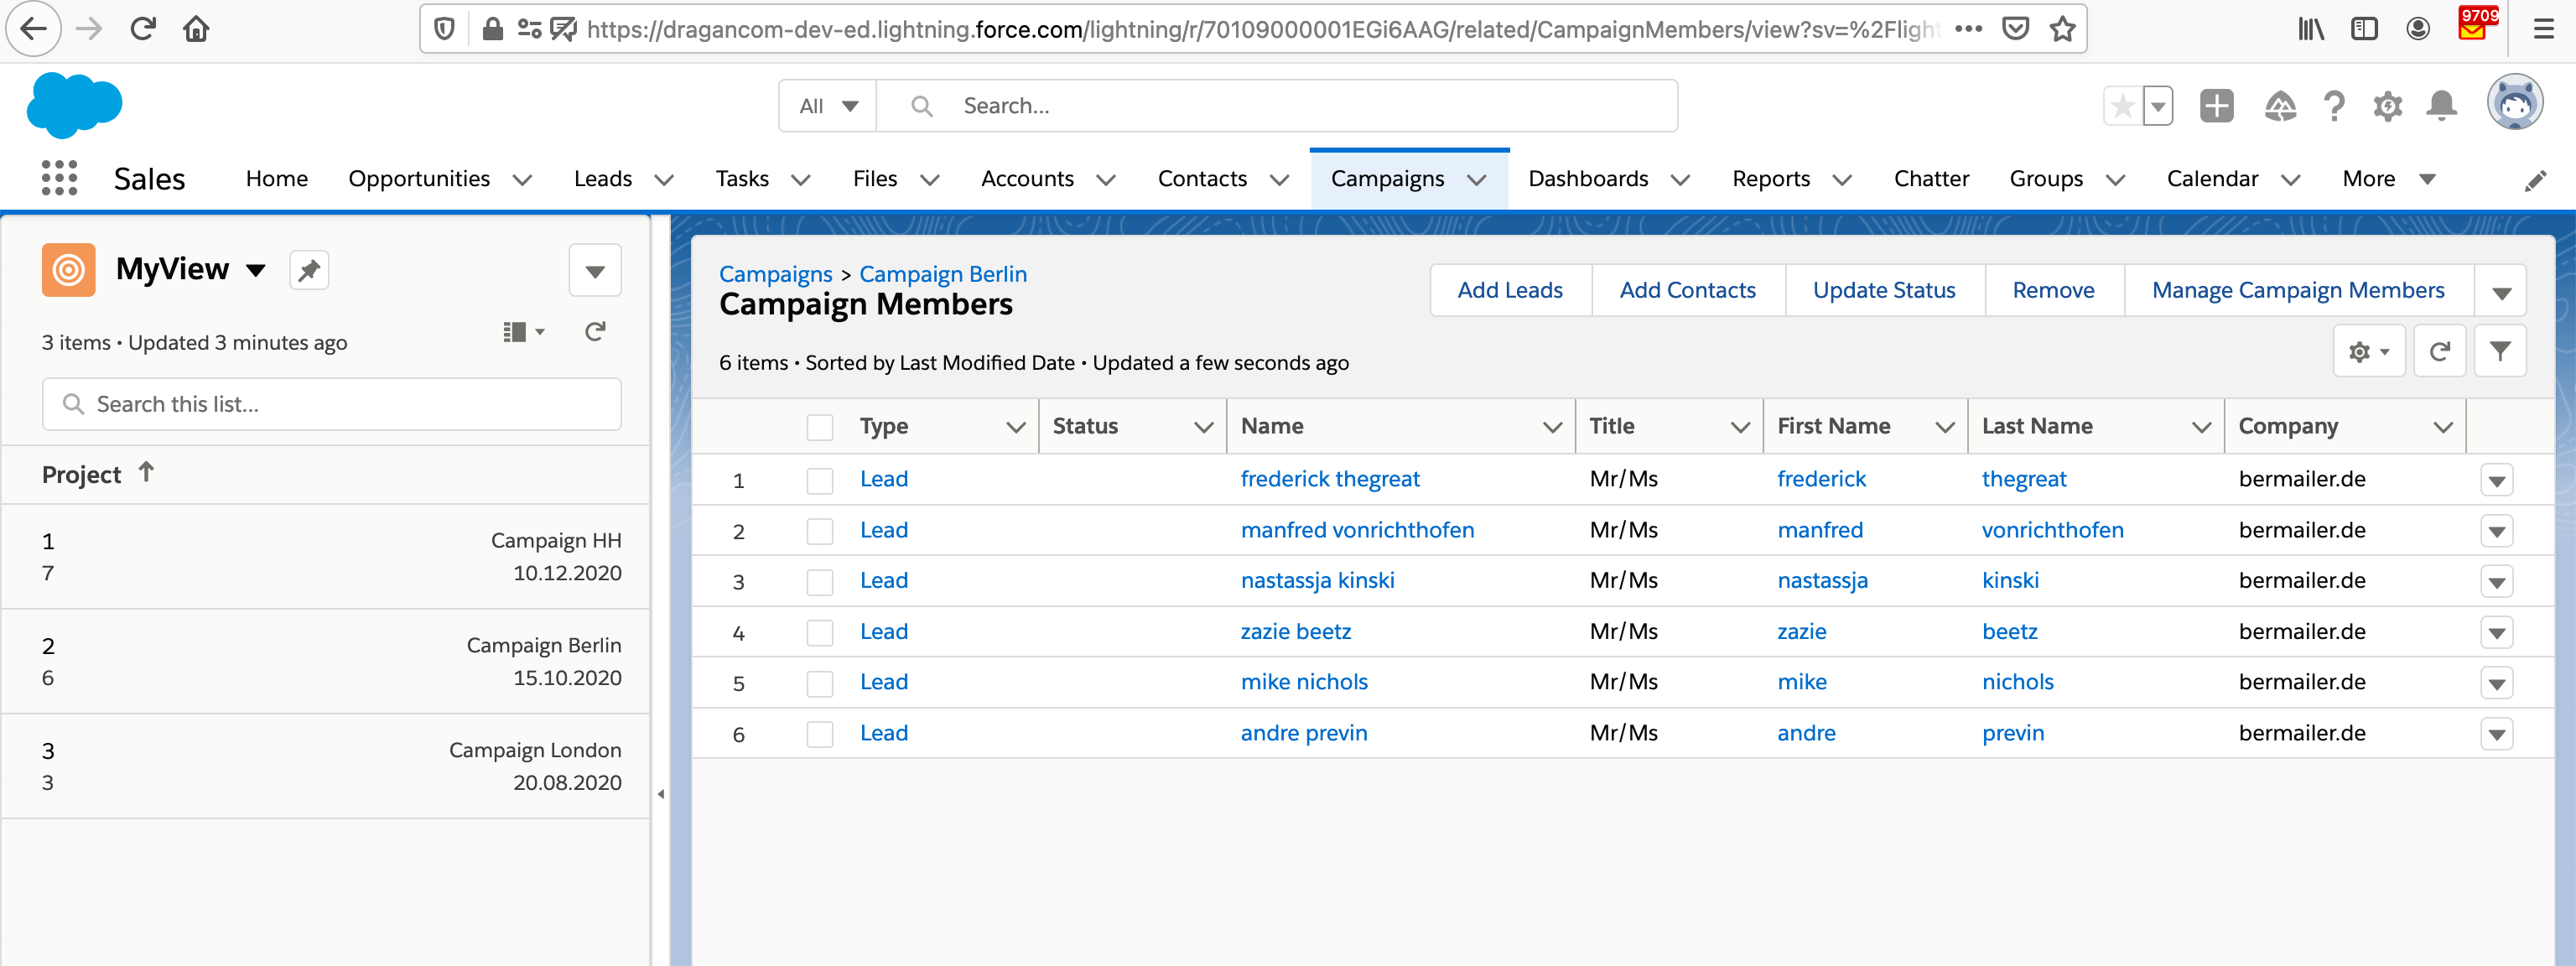 https://dragancom-dev-ed.lightning.force.com/lightning/r/70109000001EGi6AAG/related/CampaignMembers/view?sv=%2Flight
9709
All Search...
Sales Home Opportunities Leads Tasks Files Accounts Contacts Campaigns Dashboards Reports Chatter Groups Calendar More
MyView
3 items • Updated 3 minutes ago
Search this list...
Project
1 Campaign HH
7 10.12.2020
2 Campaign Berlin
6 15.10.2020
3 Campaign London
3 20.08.2020
Campaigns > Campaign Berlin
Campaign Members
Add Leads Add Contacts Update Status Remove Manage Campaign Members
6 items • Sorted by Last Modified Date • Updated a few seconds ago
Type Status Name Title First Name Last Name Company
1 Lead frederick thegreat Mr/Ms frederick thegreat bermailer.de
2 Lead manfred vonrichthofen Mr/Ms manfred vonrichthofen bermailer.de
3 Lead nastassja kinski Mr/Ms nastassja kinski bermailer.de
4 Lead zazie beetz Mr/Ms zazie beetz bermailer.de
5 Lead mike nichols Mr/Ms mike nichols bermailer.de
6 Lead andre previn Mr/Ms andre previn bermailer.de